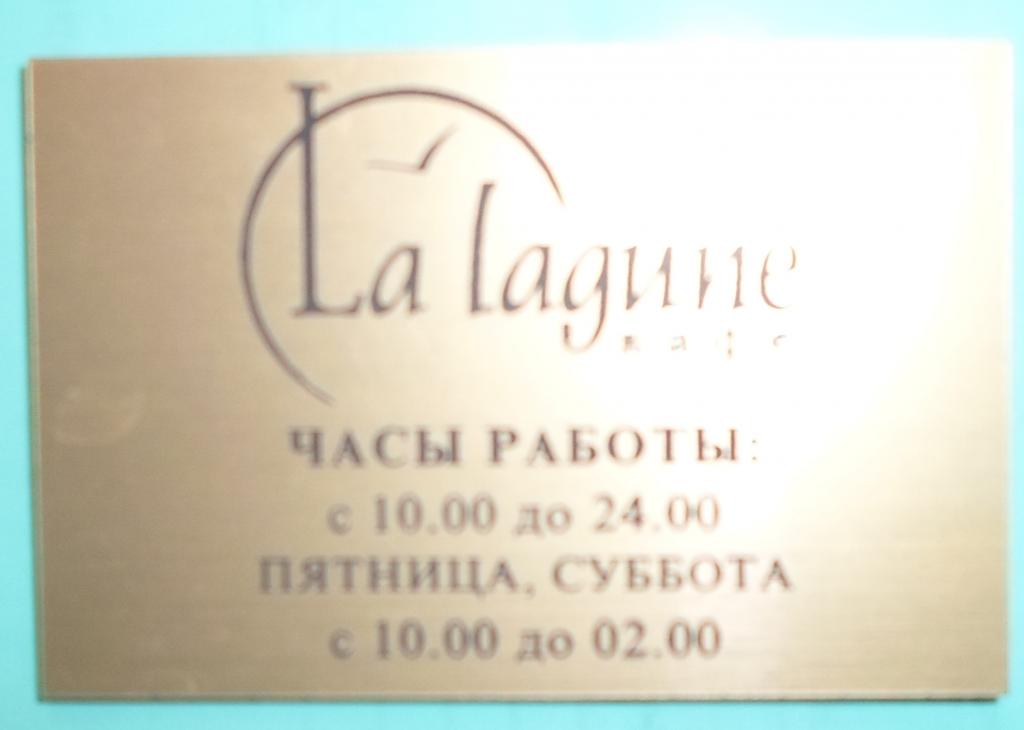 La lagune
кафе
ЧАСЫ РАБОТЫ:
с 10.00 до 24.00
ПЯТНИЦА, СУББОТА
с 10.00 до 02.00